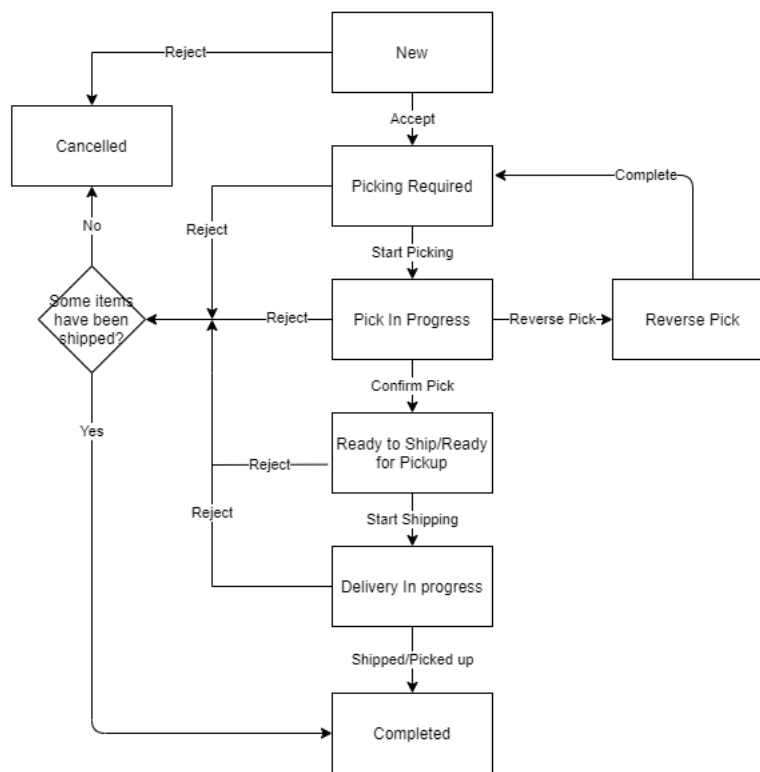 New
Reject
Accept
Cancelled
Picking Required
Complete
No
Reject
Start Picking
Some items
have been
shipped?
Reject
Pick In Progress
Reverse Pick
Reverse Pick
Confirm Pick
Yes
Ready to Ship/Ready
for Pickup
Reject
Reject
Start Shipping
Delivery In progress
Shipped/Picked up
Completed